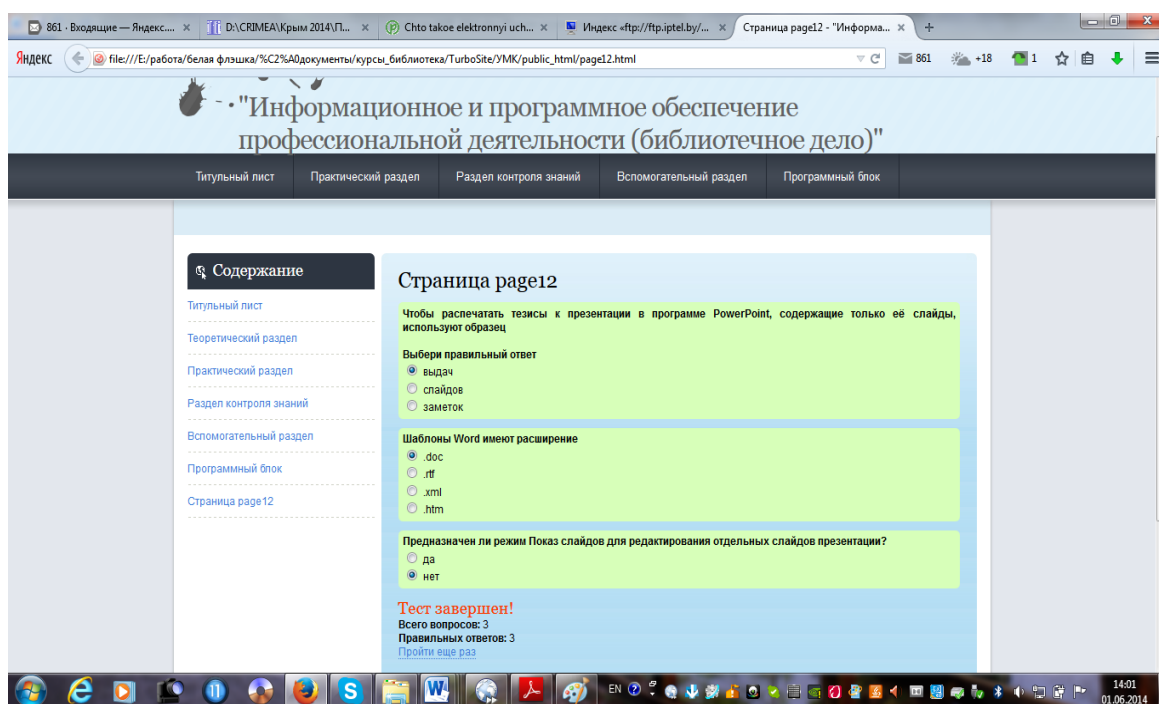 861 · Входящие — Яндекс....
D:\CRIMEA\Крым 2014\П...
Chto takoe elektronnyi uch...
Индекс «ftp://ftp.iptel.by/...
Страница page12 - "Информа...
Яндекс
file:///E:/работа/белая флэшка/%C2%A0документы/курсы_библиотека/TurboSite/УМК/public_html/page12.html
861
+18
1
"Информационное и программное обеспечение
профессиональной деятельности (библиотечное дело)"
Титульный лист Практический раздел Раздел контроля знаний Вспомогательный раздел Программный блок
Содержание
Титульный лист
Теоретический раздел
Практический раздел
Раздел контроля знаний
Вспомогательный раздел
Программный блок
Страница page12
Страница page12
Чтобы распечатать тезисы к презентации в программе PowerPoint, содержащие только её слайды,
используют образец
Выбери правильный ответ
выдач
слайдов
заметок
Шаблоны Word имеют расширение
.doc
.rtf
.xml
.htm
Предназначен ли режим Показ слайдов для редактирования отдельных слайдов презентации?
да
нет
Тест завершен!
Всего вопросов: 3
Правильных ответов: 3
Пройти еще раз
EN
14:01
01.06.2014